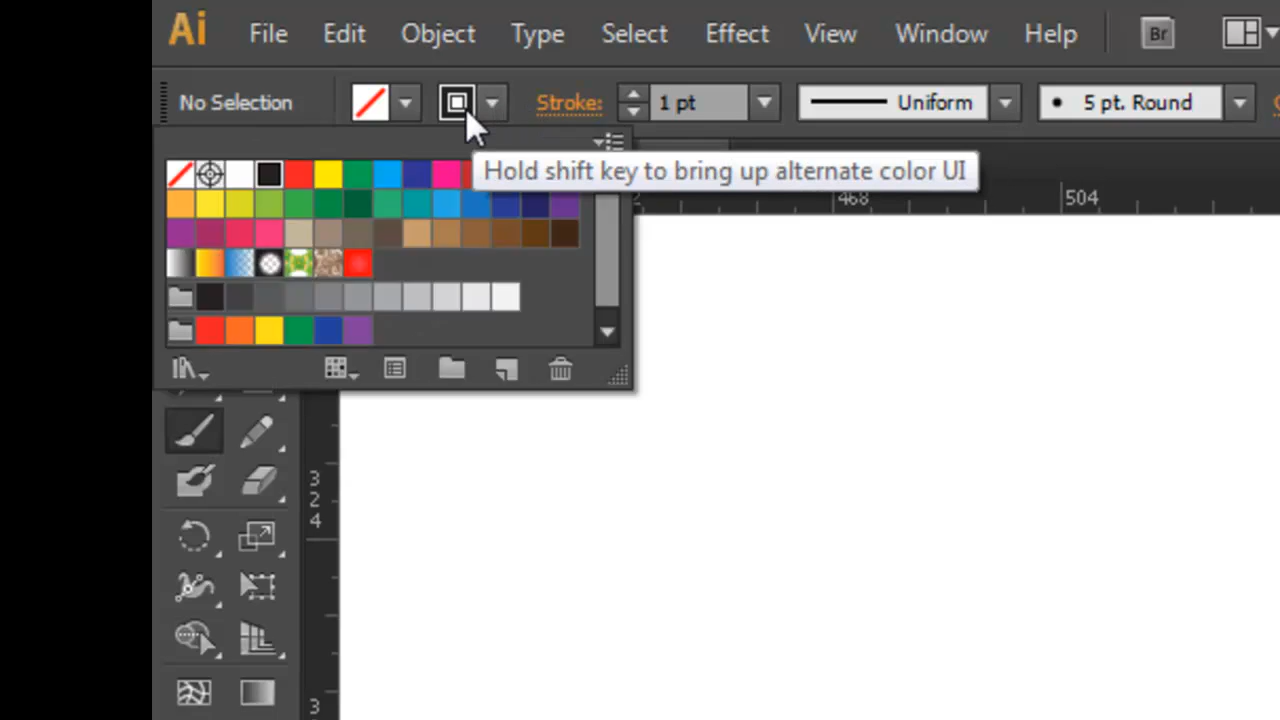 Ai File Edit Object Type Select Effect View Window Help Br
No Selection Stroke: 1 pt Uniform 5 pt. Round
Hold shift key to bring up alternate color UI
468 504
3
2
4
3